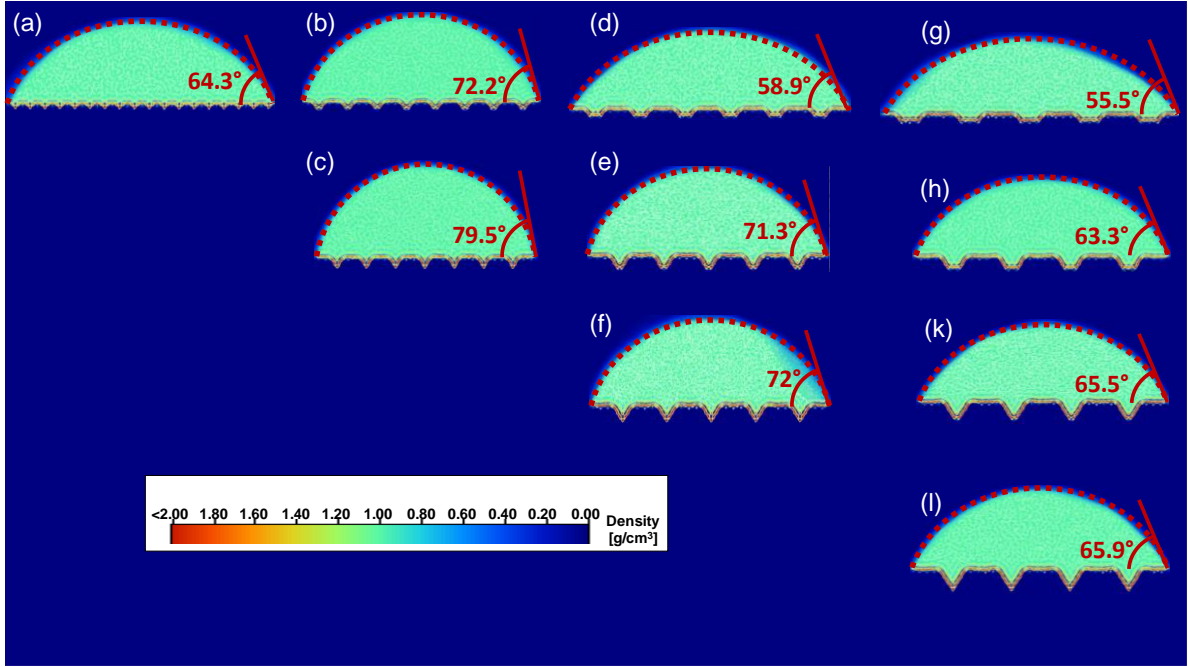 (a)
64.3°
(b)
72.2°
(d)
58.9°
(g)
55.5°
(c)
79.5°
(e)
71.3°
(h)
63.3°
(f)
72°
(k)
65.5°
(l)
65.9°
<2.00 1.80 1.60 1.40 1.20 1.00 0.80 0.60 0.40 0.20 0.00
Density
[g/cm³]